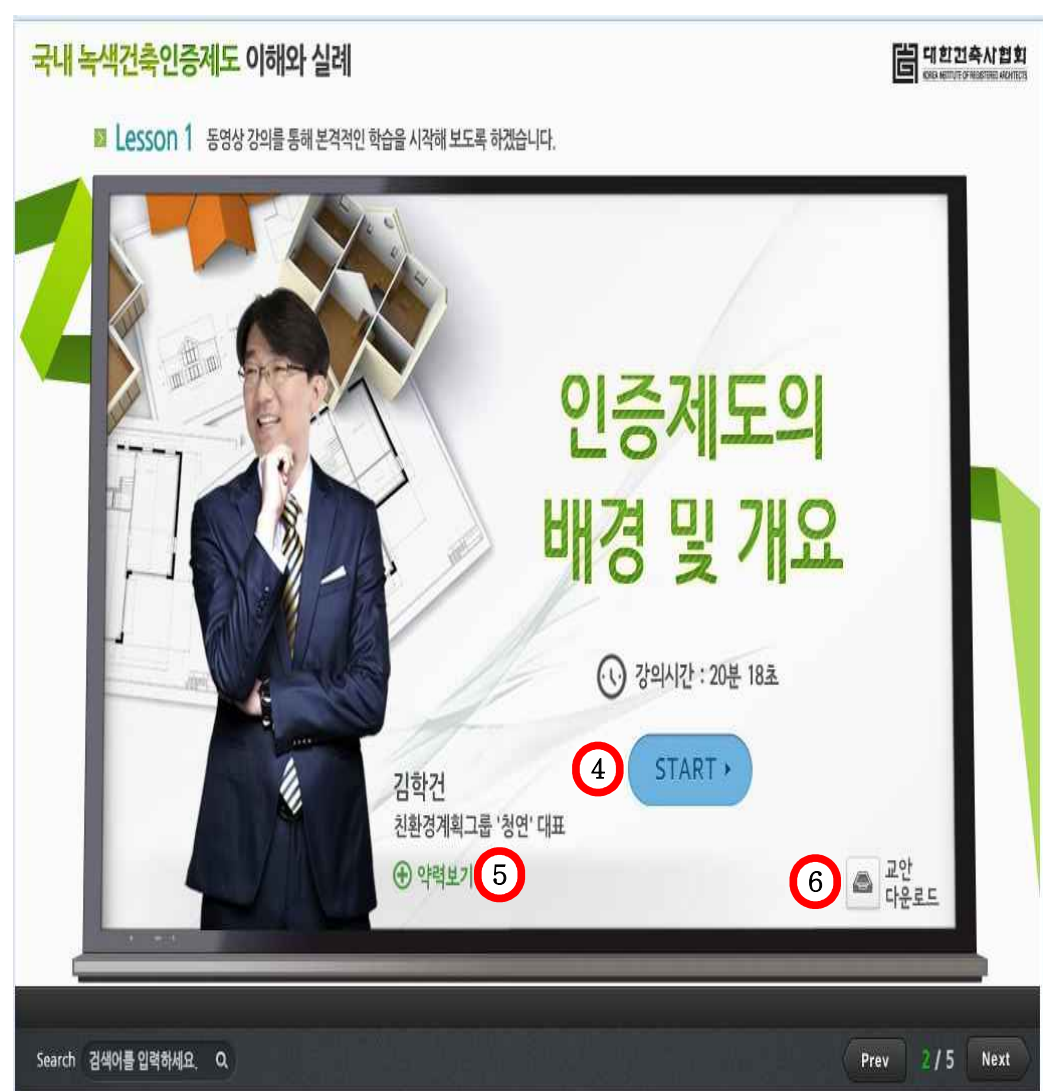 국내 녹색건축인증제도 이해와 실례
대한건축사협회
KOREA INSTITUTE OF REGISTERED ARCHITECTS
Lesson 1 동영상 강의를 통해 본격적인 학습을 시작해 보도록 하겠습니다.
인증제도의
배경 및 개요
강의시간 : 20분 18초
4 START
김학건
친환경계획그룹 '청연' 대표
약력보기 5
6 교안
다운로드
Search 검색어를 입력하세요. Prev 2 / 5 Next